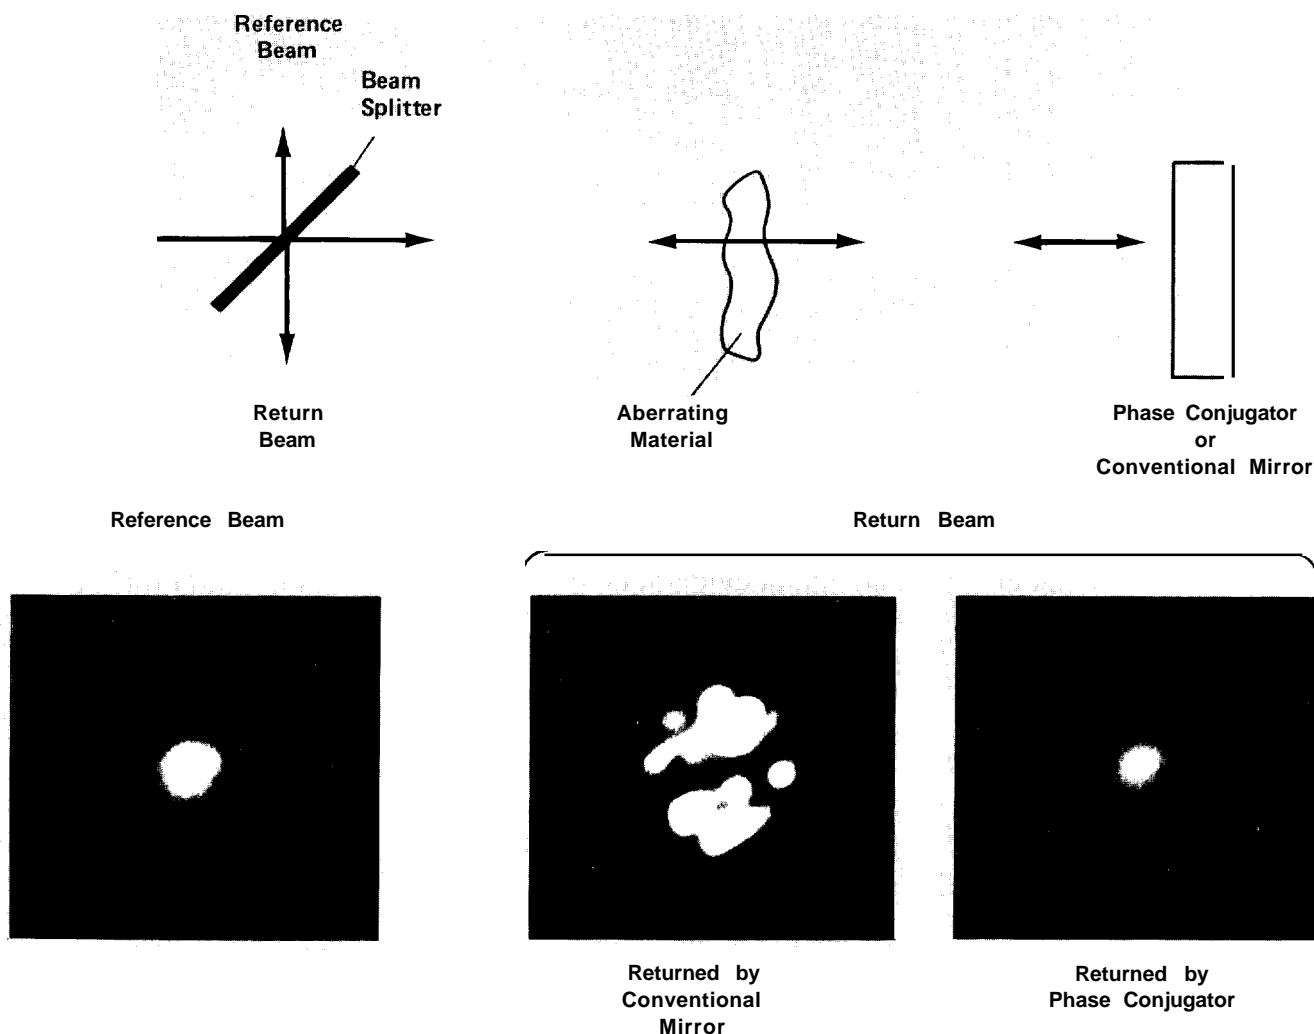 Reference
Beam
Beam
Splitter
Return
Beam
Aberrating
Material
Phase Conjugator
or
Conventional Mirror
Reference Beam
Return Beam
Returned by
Conventional
Mirror
Returned by
Phase Conjugator